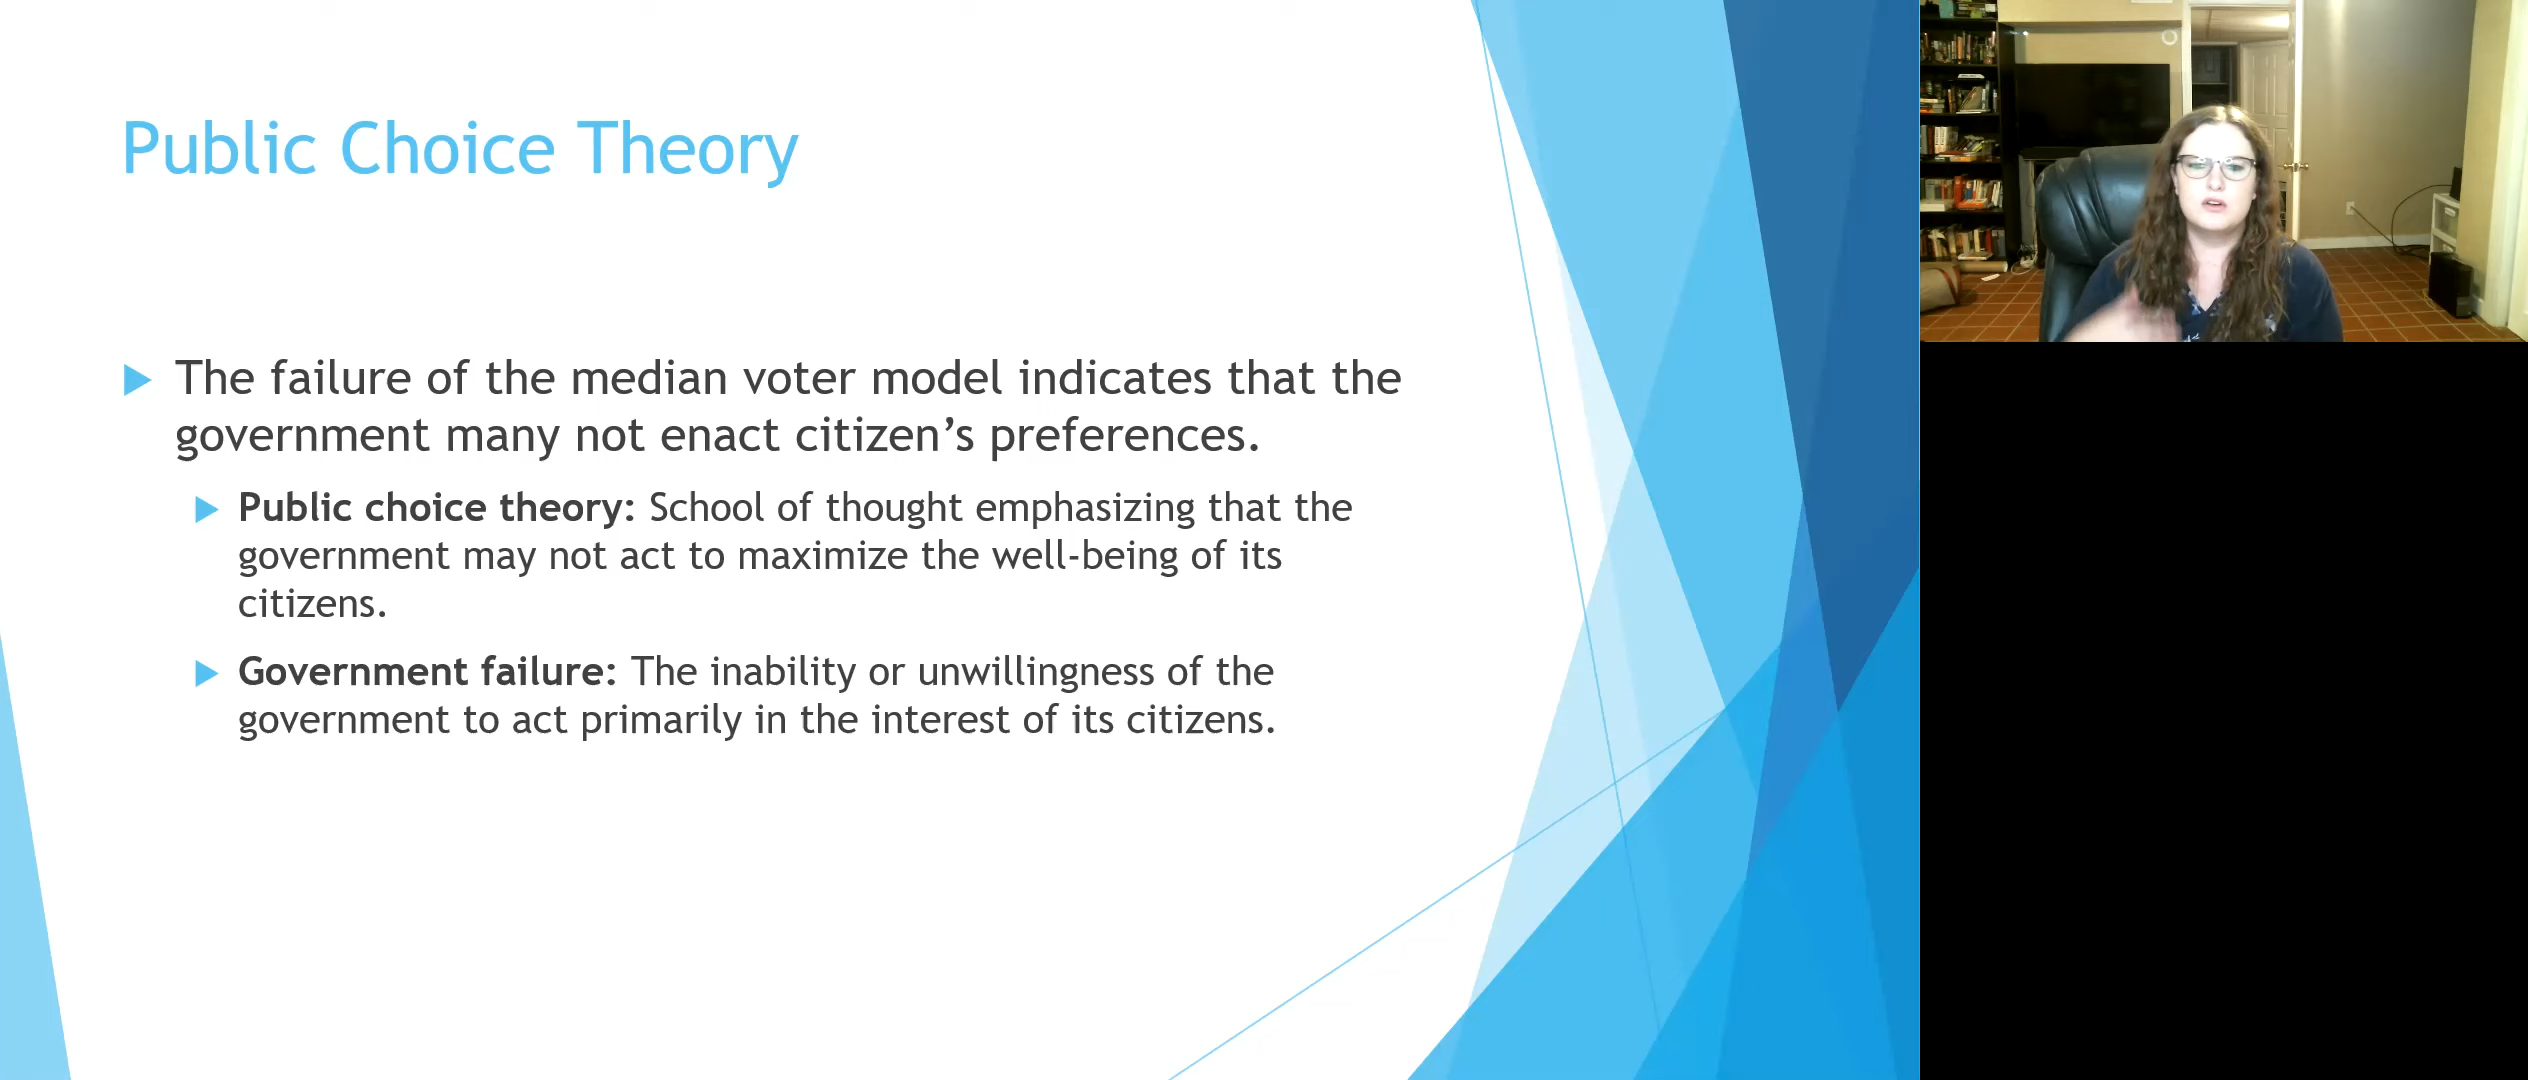 Public Choice Theory
The failure of the median voter model indicates that the
government many not enact citizen’s preferences.
Public choice theory: School of thought emphasizing that the
government may not act to maximize the well-being of its
citizens.
Government failure: The inability or unwillingness of the
government to act primarily in the interest of its citizens.